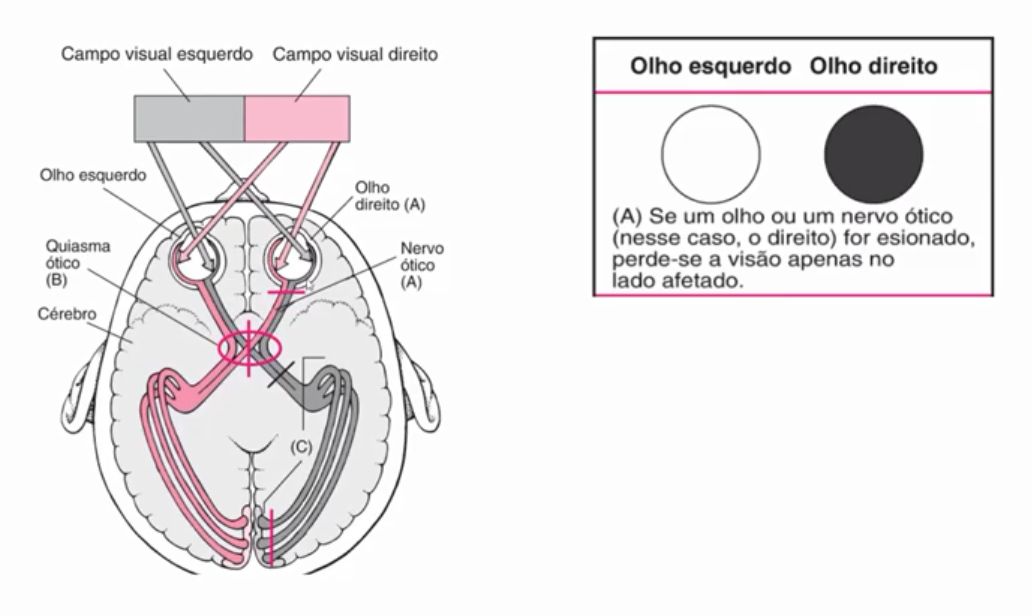 Campo visual esquerdo
Campo visual direito
Olho esquerdo
Olho
direito (A)
Quiasma
ótico
(B)
Nervo
ótico
(A)
Cérebro
(C)
Olho esquerdo Olho direito
(A) Se um olho ou um nervo ótico
(nesse caso, o direito) for esionado,
perde-se a visão apenas no
lado afetado.